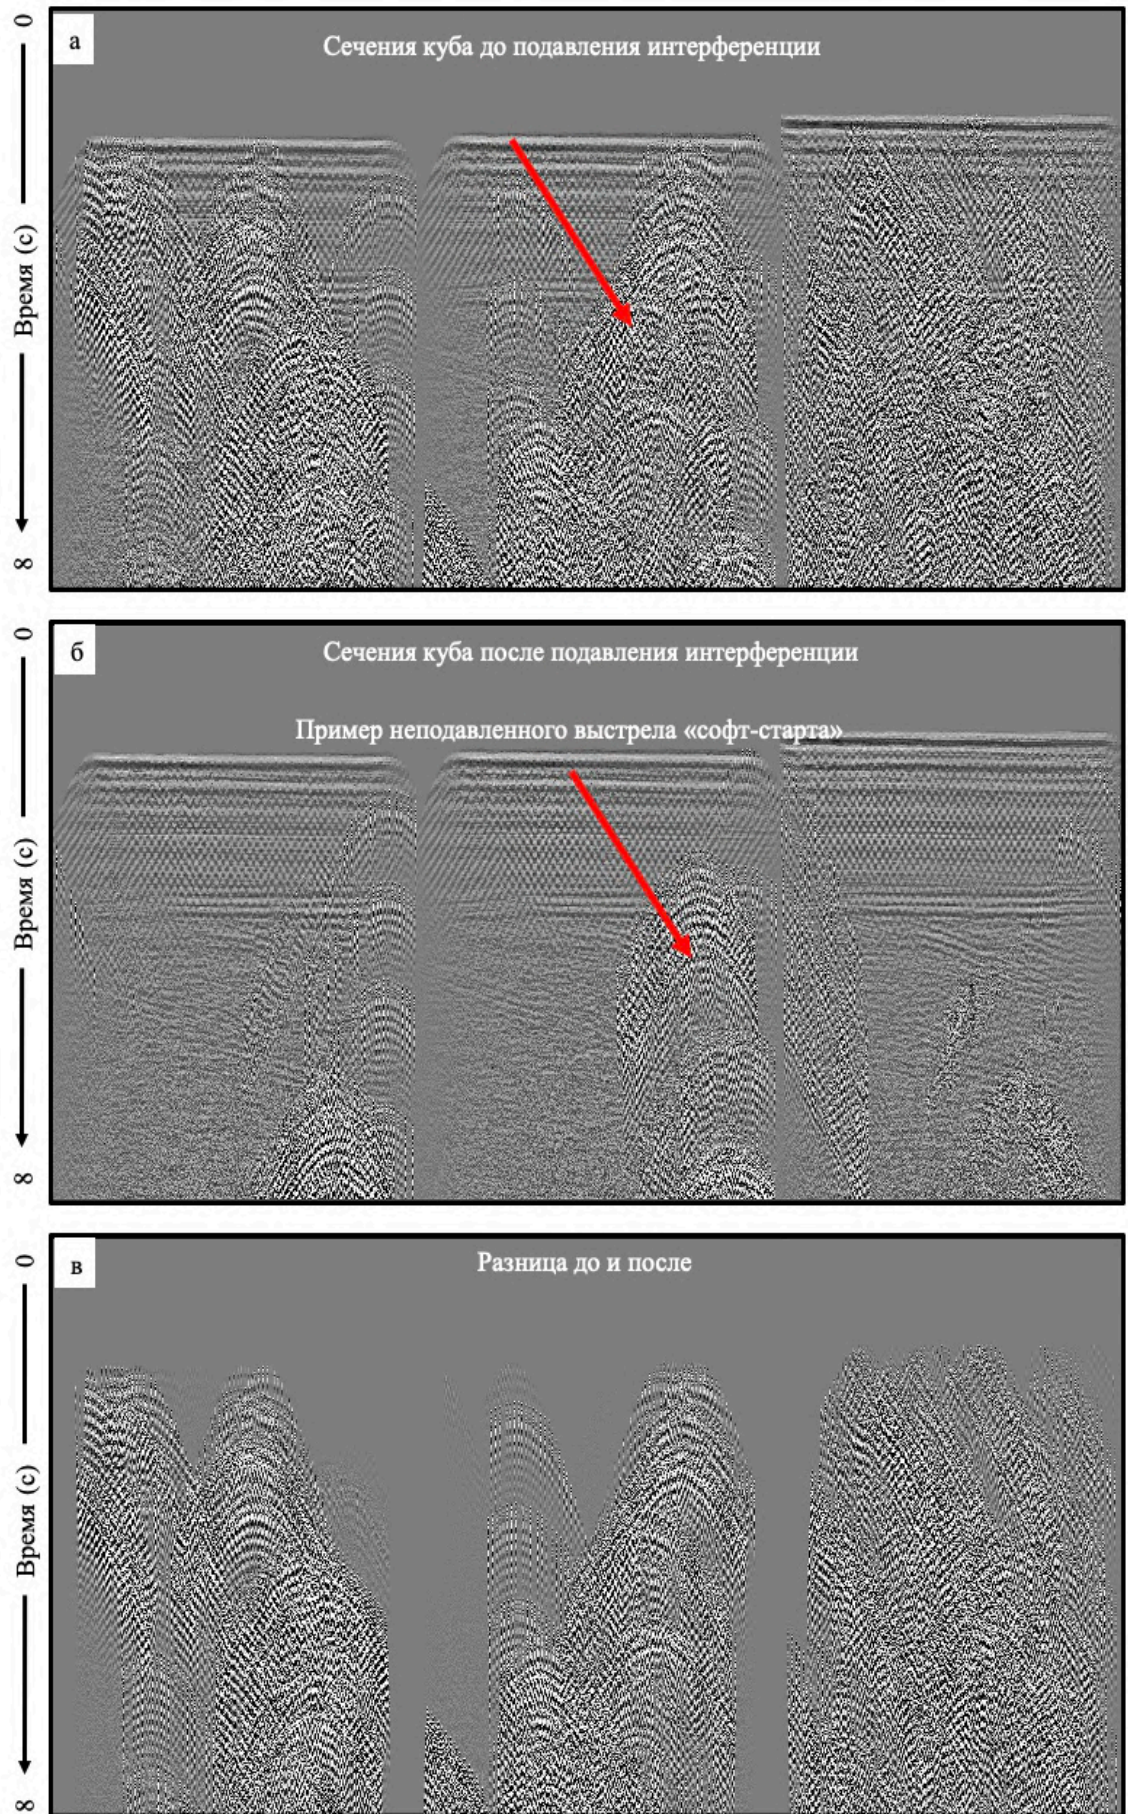 0
а
Сечения куба до подавления интерференции
Время (с)
8
0
б
Сечения куба после подавления интерференции
Пример неподавленного выстрела «софт-старта»
Время (с)
8
0
в
Разница до и после
Время (с)
8